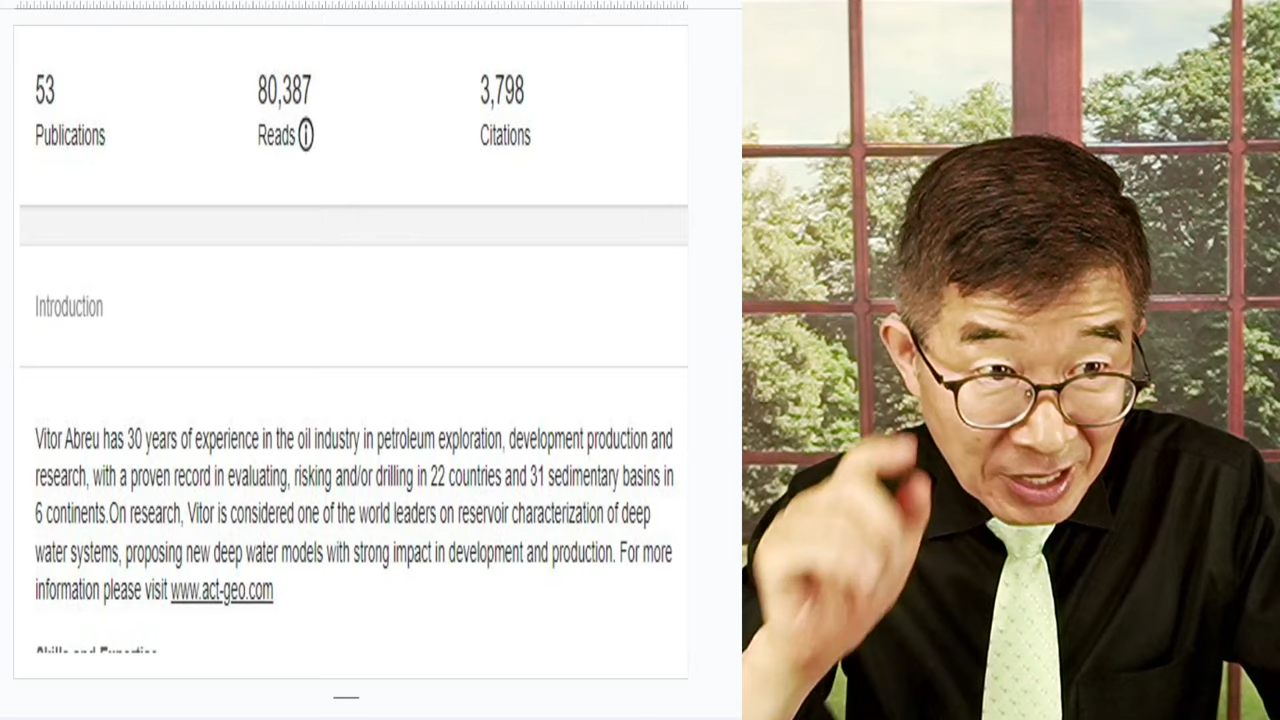 53 80,387 3,798
Publications Reads Citations
Introduction
Vitor Abreu has 30 years of experience in the oil industry in petroleum exploration, development production and
research, with a proven record in evaluating, risking and/or drilling in 22 countries and 31 sedimentary basins in
6 continents.On research, Vitor is considered one of the world leaders on reservoir characterization of deep
water systems, proposing new deep water models with strong impact in development and production. For more
information please visit www.act-geo.com
Skills and Expertise